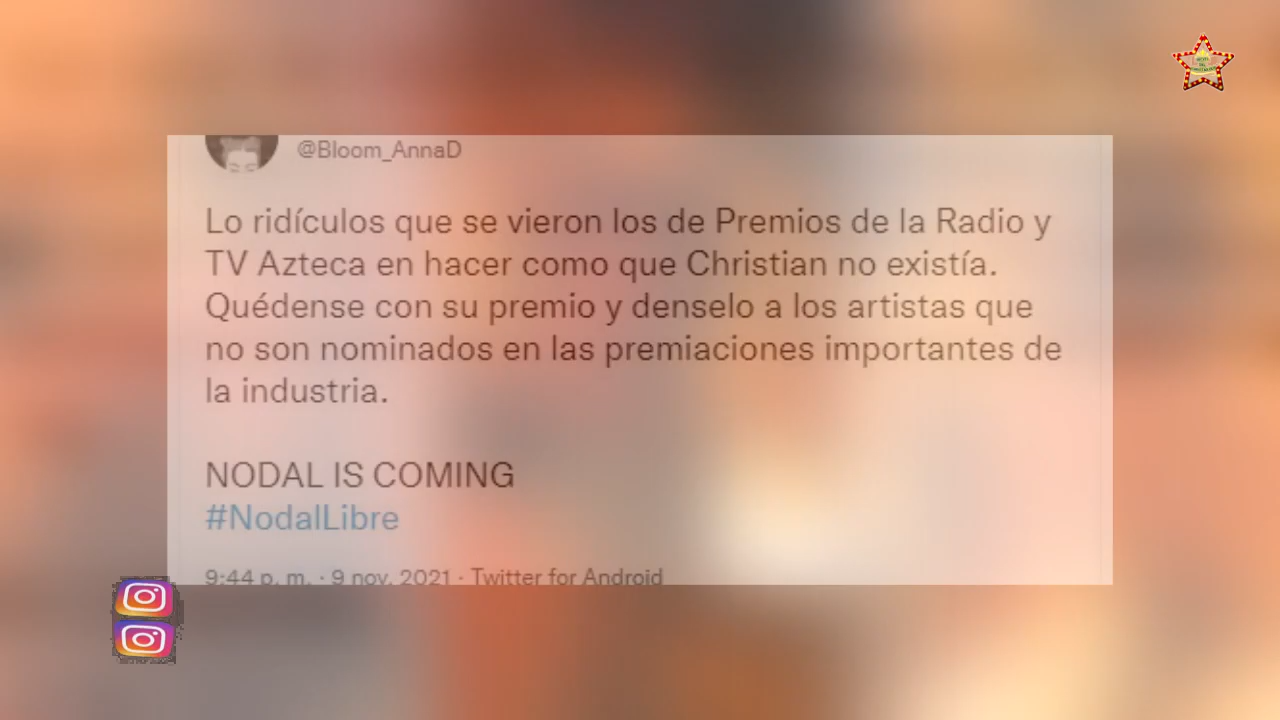 @Bloom_AnnaD
Lo ridículos que se vieron los de Premios de la Radio y
TV Azteca en hacer como que Christian no existía.
Quédense con su premio y denselo a los artistas que
no son nominados en las premiaciones importantes de
la industria.
NODAL IS COMING
#NodalLibre
9:44 p. m. · 9 nov. 2021 · Twitter for Android